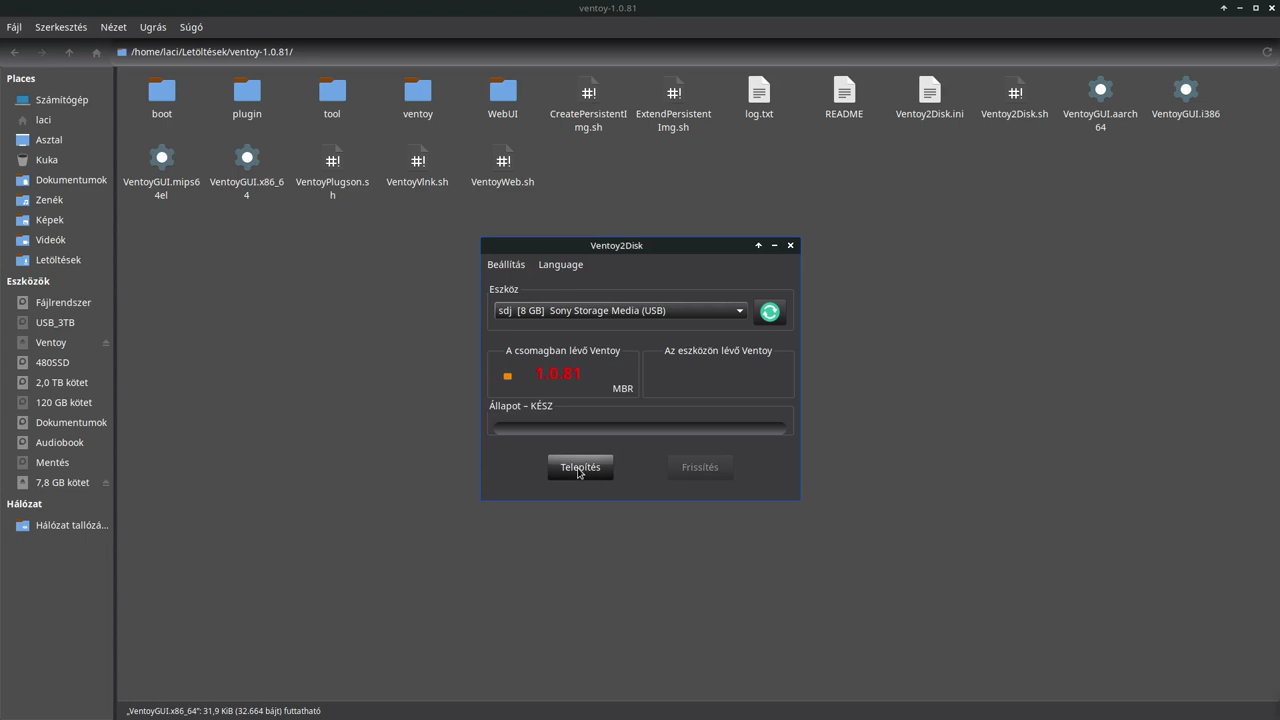 ventoy-1.0.81
Fájl Szerkesztés Nézet Ugrás Súgó
/home/laci/Letöltések/ventoy-1.0.81/
Places
Számítógép
laci
Asztal
Kuka
Dokumentumok
Zenék
Képek
Videók
Letöltések
Eszközök
Fájlrendszer
USB_3TB
Ventoy
480SSD
2,0 TB kötet
120 GB kötet
Dokumentumok
Audiobook
Mentés
7,8 GB kötet
Hálózat
Hálózat tallózá...
boot
plugin
tool
ventoy
WebUI
CreatePersistentI
mg.sh
ExtendPersistent
Img.sh
log.txt
README
Ventoy2Disk.ini
Ventoy2Disk.sh
VentoyGUI.aarch
64
VentoyGUI.i386
VentoyGUI.mips6
4el
VentoyGUI.x86_6
4
VentoyPlugson.s
h
VentoyVlnk.sh
VentoyWeb.sh
Ventoy2Disk
Beállítás Language
Eszköz
sdj [8 GB] Sony Storage Media (USB)
A csomagban lévő Ventoy
1.0.81
MBR
Az eszközön lévő Ventoy
Állapot – KÉSZ
Telepítés
Frissítés
„VentoyGUI.x86_64”: 31,9 KiB (32.664 bájt) futtatható